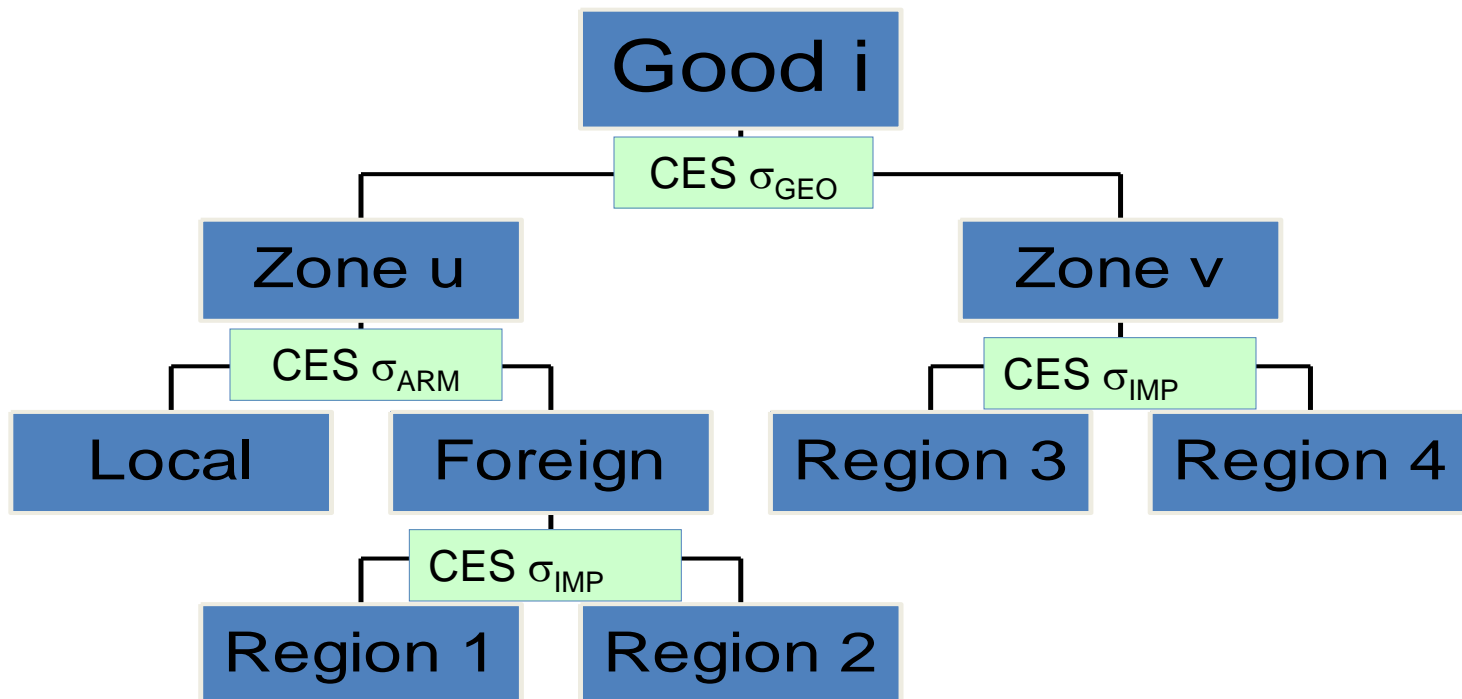 Good i
CES σGEO
Zone u
Zone v
CES σARM
CES σIMP
Local
Foreign
Region 3
Region 4
CES σIMP
Region 1
Region 2